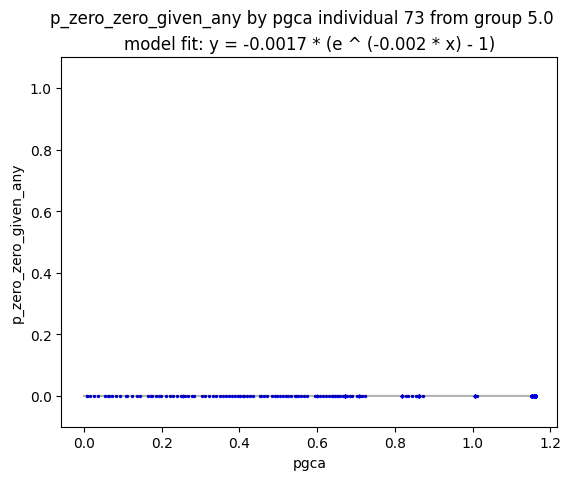 p_zero_zero_given_any by pgca individual 73 from group 5.0
model fit: y = -0.0017 * (e ^ (-0.002 * x) - 1)
1.0
0.8
0.6
0.4
0.2
0.0
p_zero_zero_given_any
0.0 0.2 0.4 0.6 0.8 1.0 1.2
pgca